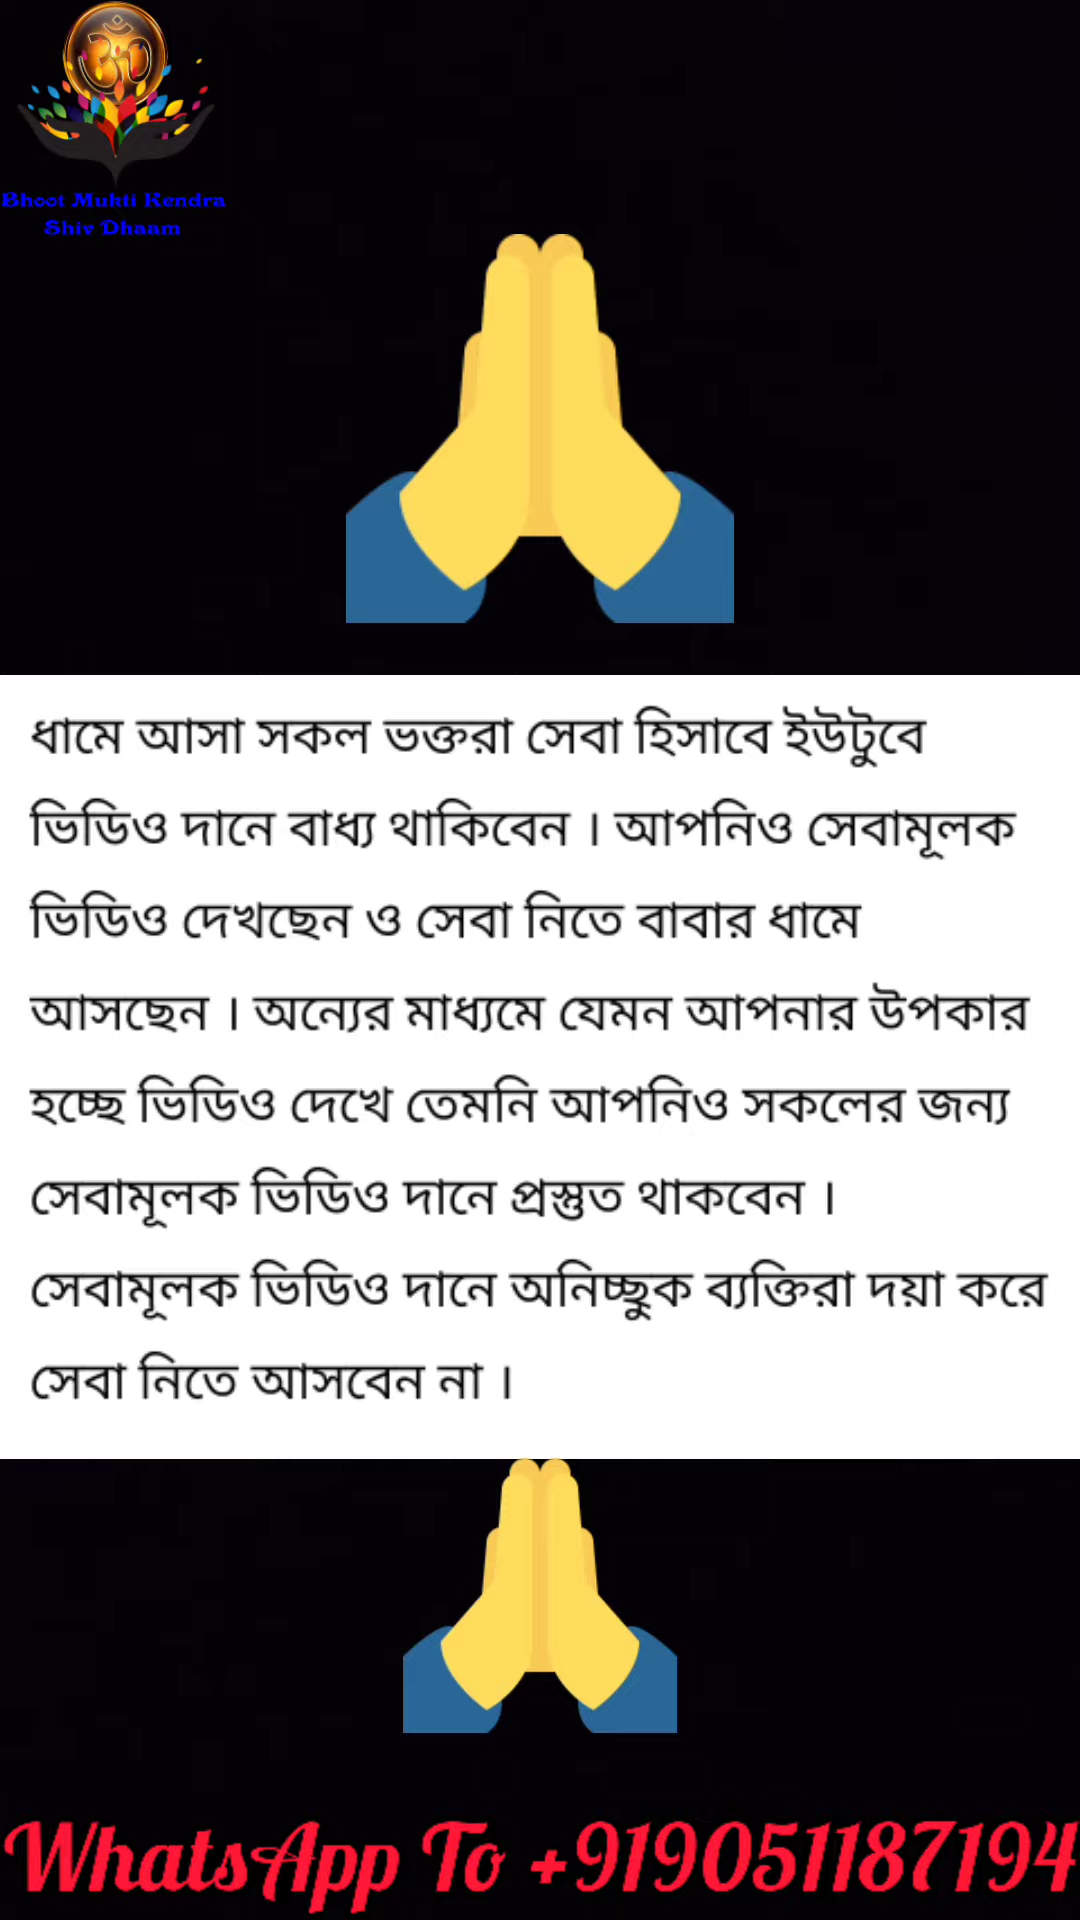 ॐ
Bhoot Mukti Kendra
Shiv Dhaam
ধামে আসা সকল ভক্তরা সেবা হিসাবে ইউটুবে
ভিডিও দানে বাধ্য থাকিবেন । আপনিও সেবামূলক
ভিডিও দেখছেন ও সেবা নিতে বাবার ধামে
আসছেন । অন্যের মাধ্যমে যেমন আপনার উপকার
হচ্ছে ভিডিও দেখে তেমনি আপনিও সকলের জন্য
সেবামূলক ভিডিও দানে প্রস্তুত থাকবেন ।
সেবামূলক ভিডিও দানে অনিচ্ছুক ব্যক্তিরা দয়া করে
সেবা নিতে আসবেন না ।
WhatsApp To +919051187194